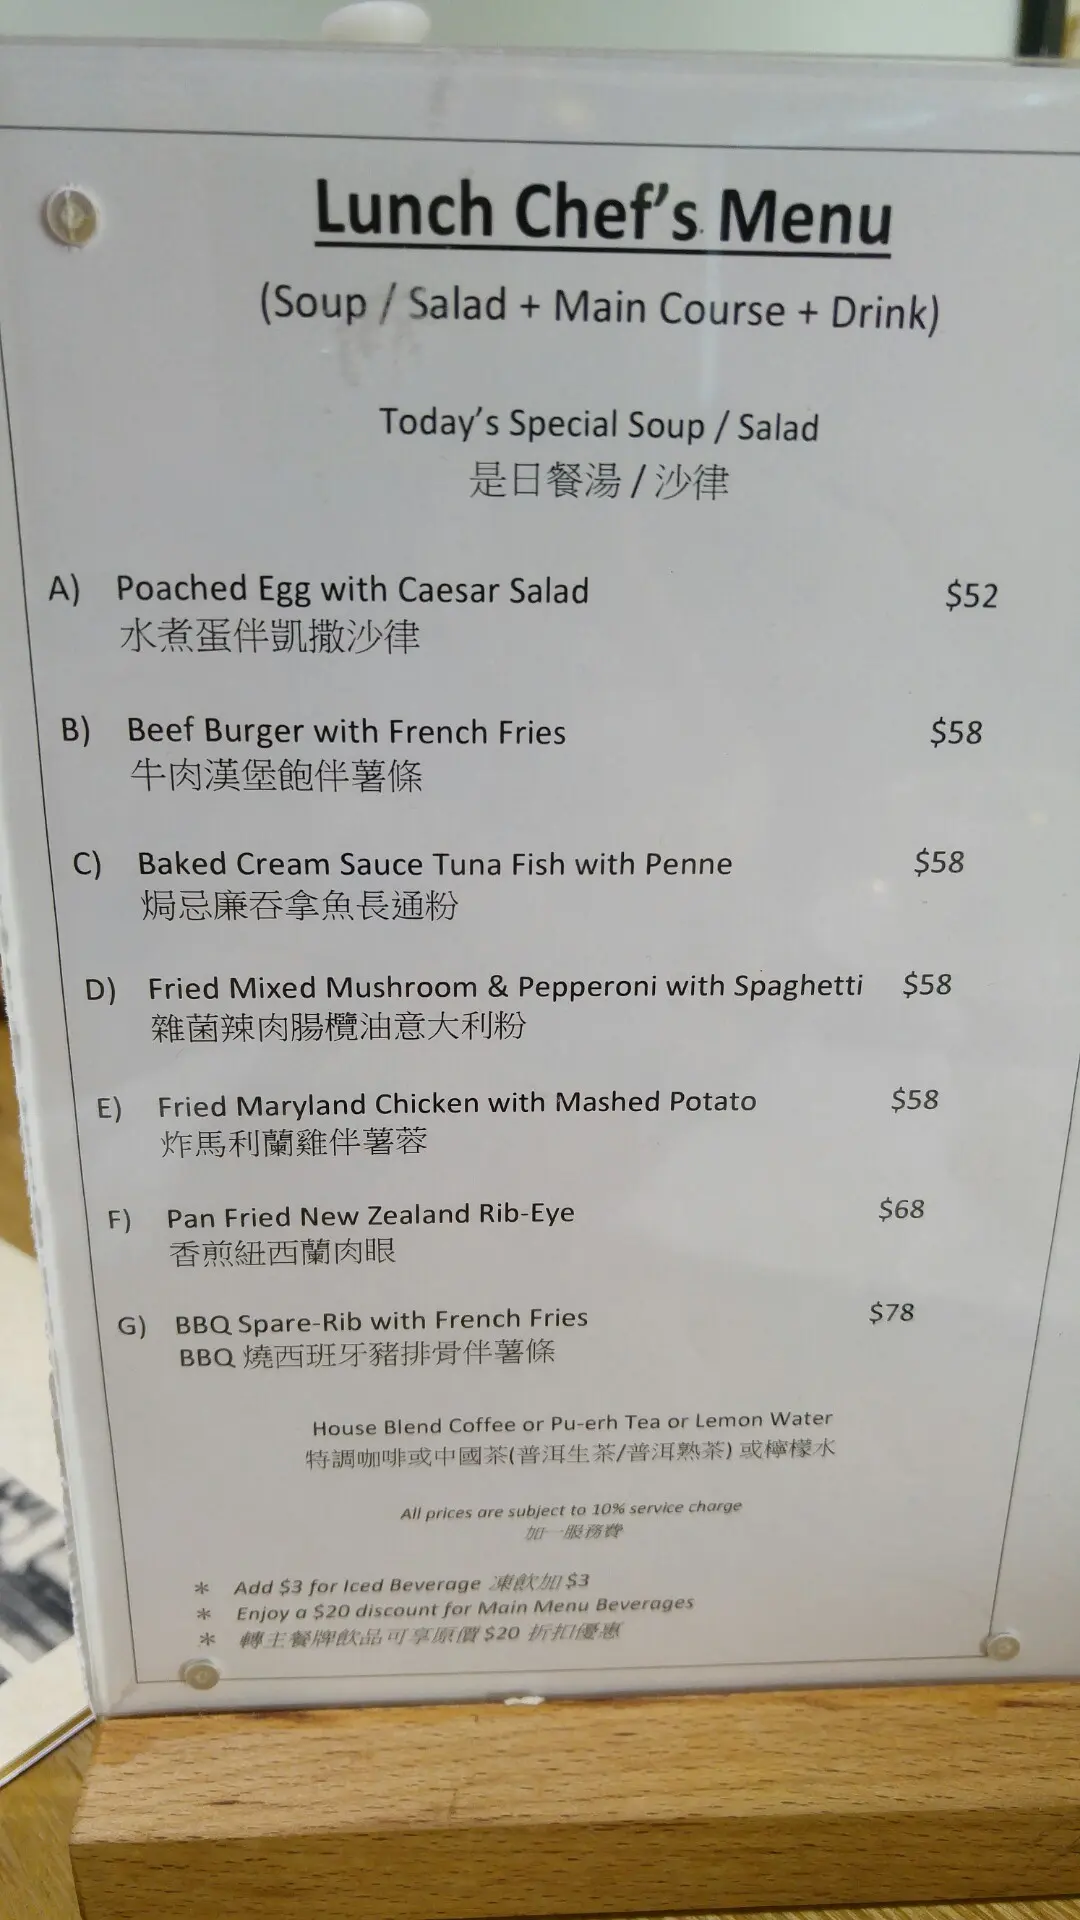 Lunch Chef's Menu
(Soup / Salad + Main Course + Drink)
Today's Special Soup / Salad
是日餐湯 / 沙律
A) Poached Egg with Caesar Salad $52
水煮蛋伴凱撒沙律
B) Beef Burger with French Fries $58
牛肉漢堡飽伴薯條
C) Baked Cream Sauce Tuna Fish with Penne $58
焗忌廉吞拿魚長通粉
D) Fried Mixed Mushroom & Pepperoni with Spaghetti $58
雜菌辣肉腸欖油意大利粉
E) Fried Maryland Chicken with Mashed Potato $58
炸馬利蘭雞伴薯蓉
F) Pan Fried New Zealand Rib-Eye $68
香煎紐西蘭肉眼
G) BBQ Spare-Rib with French Fries $78
BBQ 燒西班牙豬排骨伴薯條
House Blend Coffee or Pu-erh Tea or Lemon Water
特調咖啡或中國茶(普洱生茶/普洱熟茶) 或檸檬水
All prices are subject to 10% service charge
加一服務費
* Add $3 for Iced Beverage 凍飲加 $3
* Enjoy a $20 discount for Main Menu Beverages
* 轉主餐牌飲品可享原價 $20 折扣優惠